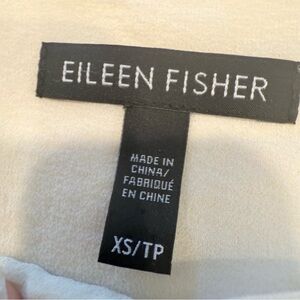 EILEEN FISHER
MADE IN
CHINA/
FABRIQUÉ
EN CHINE
XS/TP